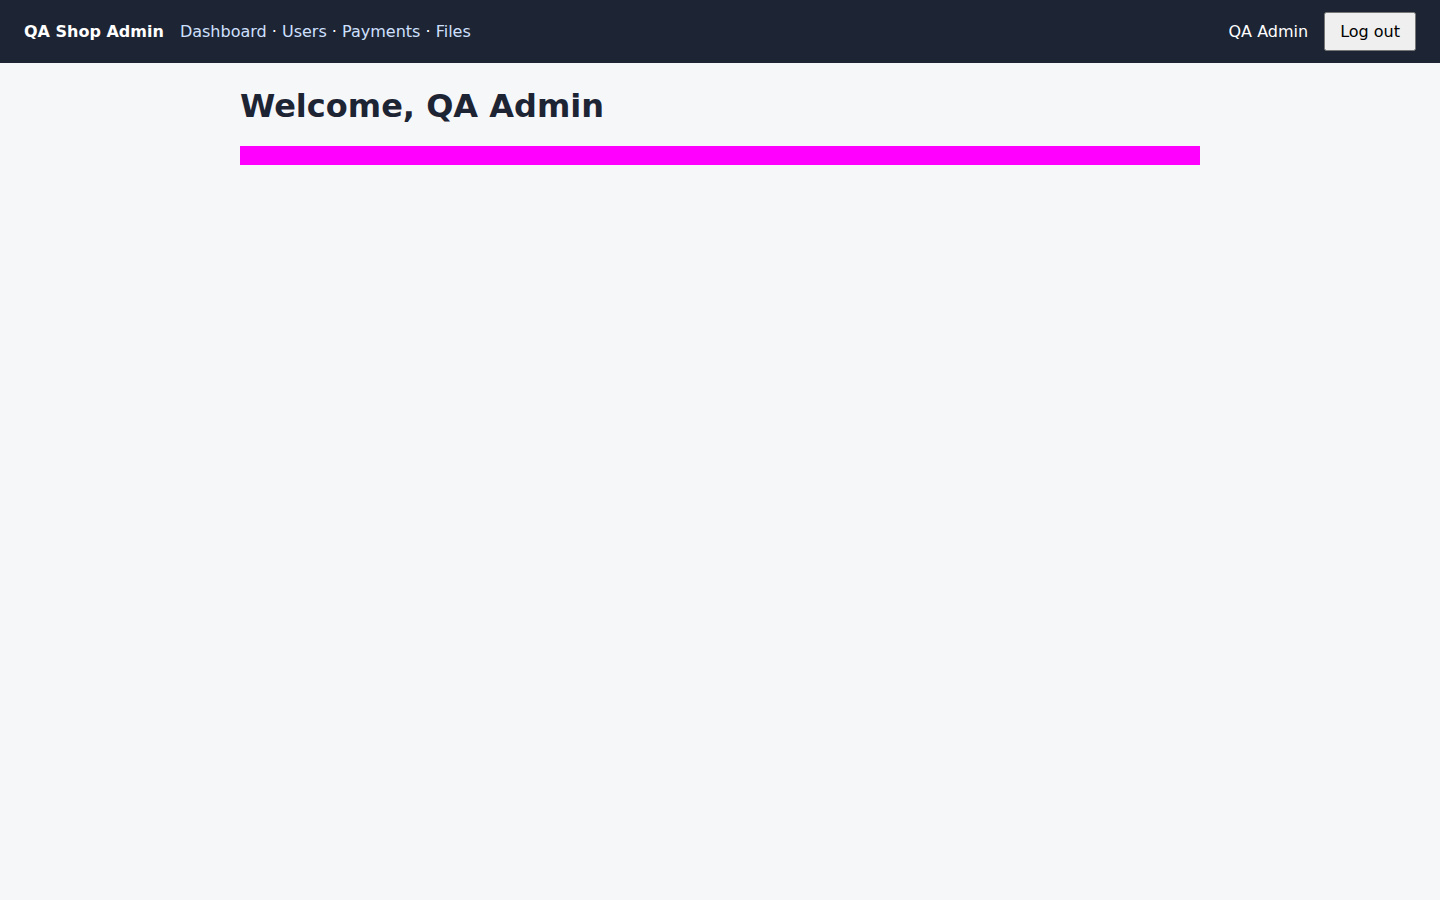 QA Shop Admin Dashboard · Users · Payments · Files QA Admin Log out
Welcome, QA Admin